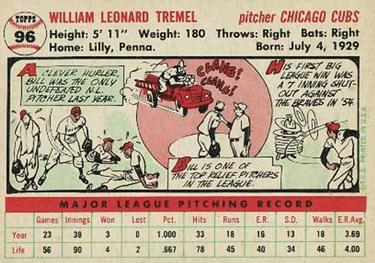 TOPPS
96
WILLIAM LEONARD TREMEL
pitcher CHICAGO CUBS
Height: 5' 11" Weight: 180 Throws: Right Bats: Right
Home: Lilly, Penna. Born: July 4, 1929
A CLEVER HURLER,
BILL WAS THE ONLY
UNDEFEATED N.L.
PITCHER LAST YEAR.
CLANG!
CLANG!
BILL IS ONE OF
THE TOP RELIEF PITCHERS
IN THE LEAGUE.
HIS FIRST BIG
LEAGUE WIN WAS
A 7 INNING SHUT-
OUT AGAINST
THE BRAVES IN '54.
MAJOR LEAGUE PITCHING RECORD
Games Innings Won Lost Pct. Hits Runs E.R. S.O. Walks E.R.Avg.
YEAR 23 39 3 0 1.000 33 18 16 13 18 3.69
LIFE 56 90 4 2 .667 78 45 40 34 46 4.00